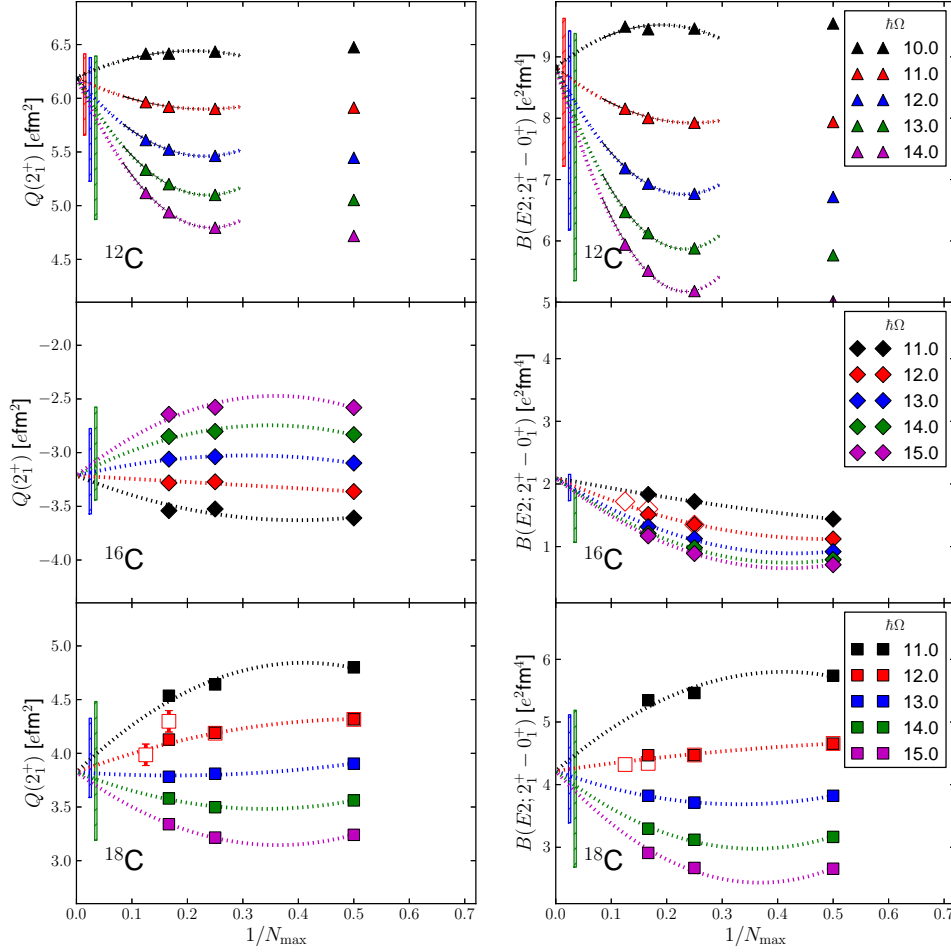 Q(2₁⁺) [efm²]
6.5
6.0
5.5
5.0
4.5
¹²C
B(E2; 2₁⁺ − 0₁⁺) [e²fm⁴]
9
8
7
6
5
¹²C
ħΩ
10.0
11.0
12.0
13.0
14.0
Q(2₁⁺) [efm²]
−2.0
−2.5
−3.0
−3.5
−4.0
¹⁶C
B(E2; 2₁⁺ − 0₁⁺) [e²fm⁴]
4
3
2
1
¹⁶C
ħΩ
11.0
12.0
13.0
14.0
15.0
Q(2₁⁺) [efm²]
5.0
4.5
4.0
3.5
3.0
¹⁸C
0.0 0.1 0.2 0.3 0.4 0.5 0.6 0.7
1/N_max
B(E2; 2₁⁺ − 0₁⁺) [e²fm⁴]
6
5
4
3
2
¹⁸C
ħΩ
11.0
12.0
13.0
14.0
15.0
0.0 0.1 0.2 0.3 0.4 0.5 0.6 0.7
1/N_max